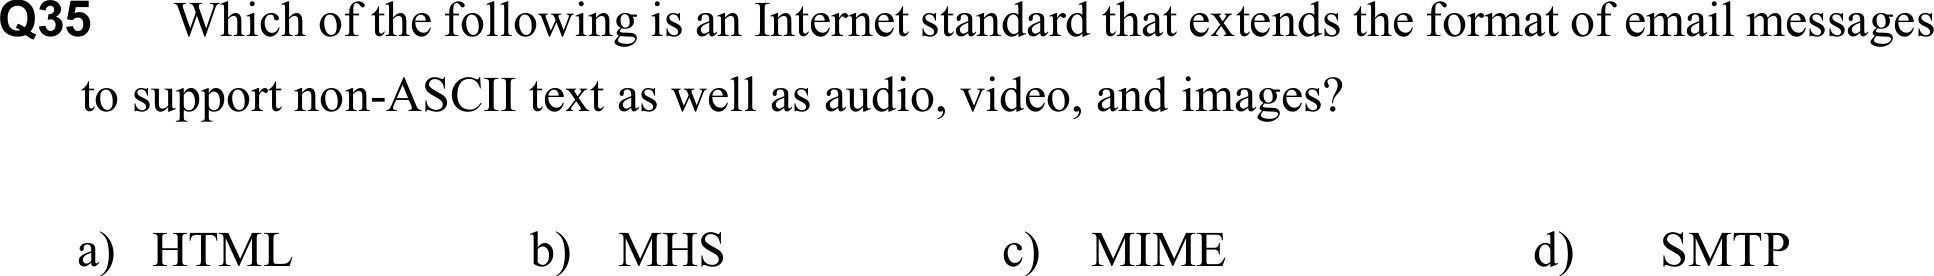 Q35 Which of the following is an Internet standard that extends the format of email messages
to support non-ASCII text as well as audio, video, and images?
a) HTML b) MHS c) MIME d) SMTP